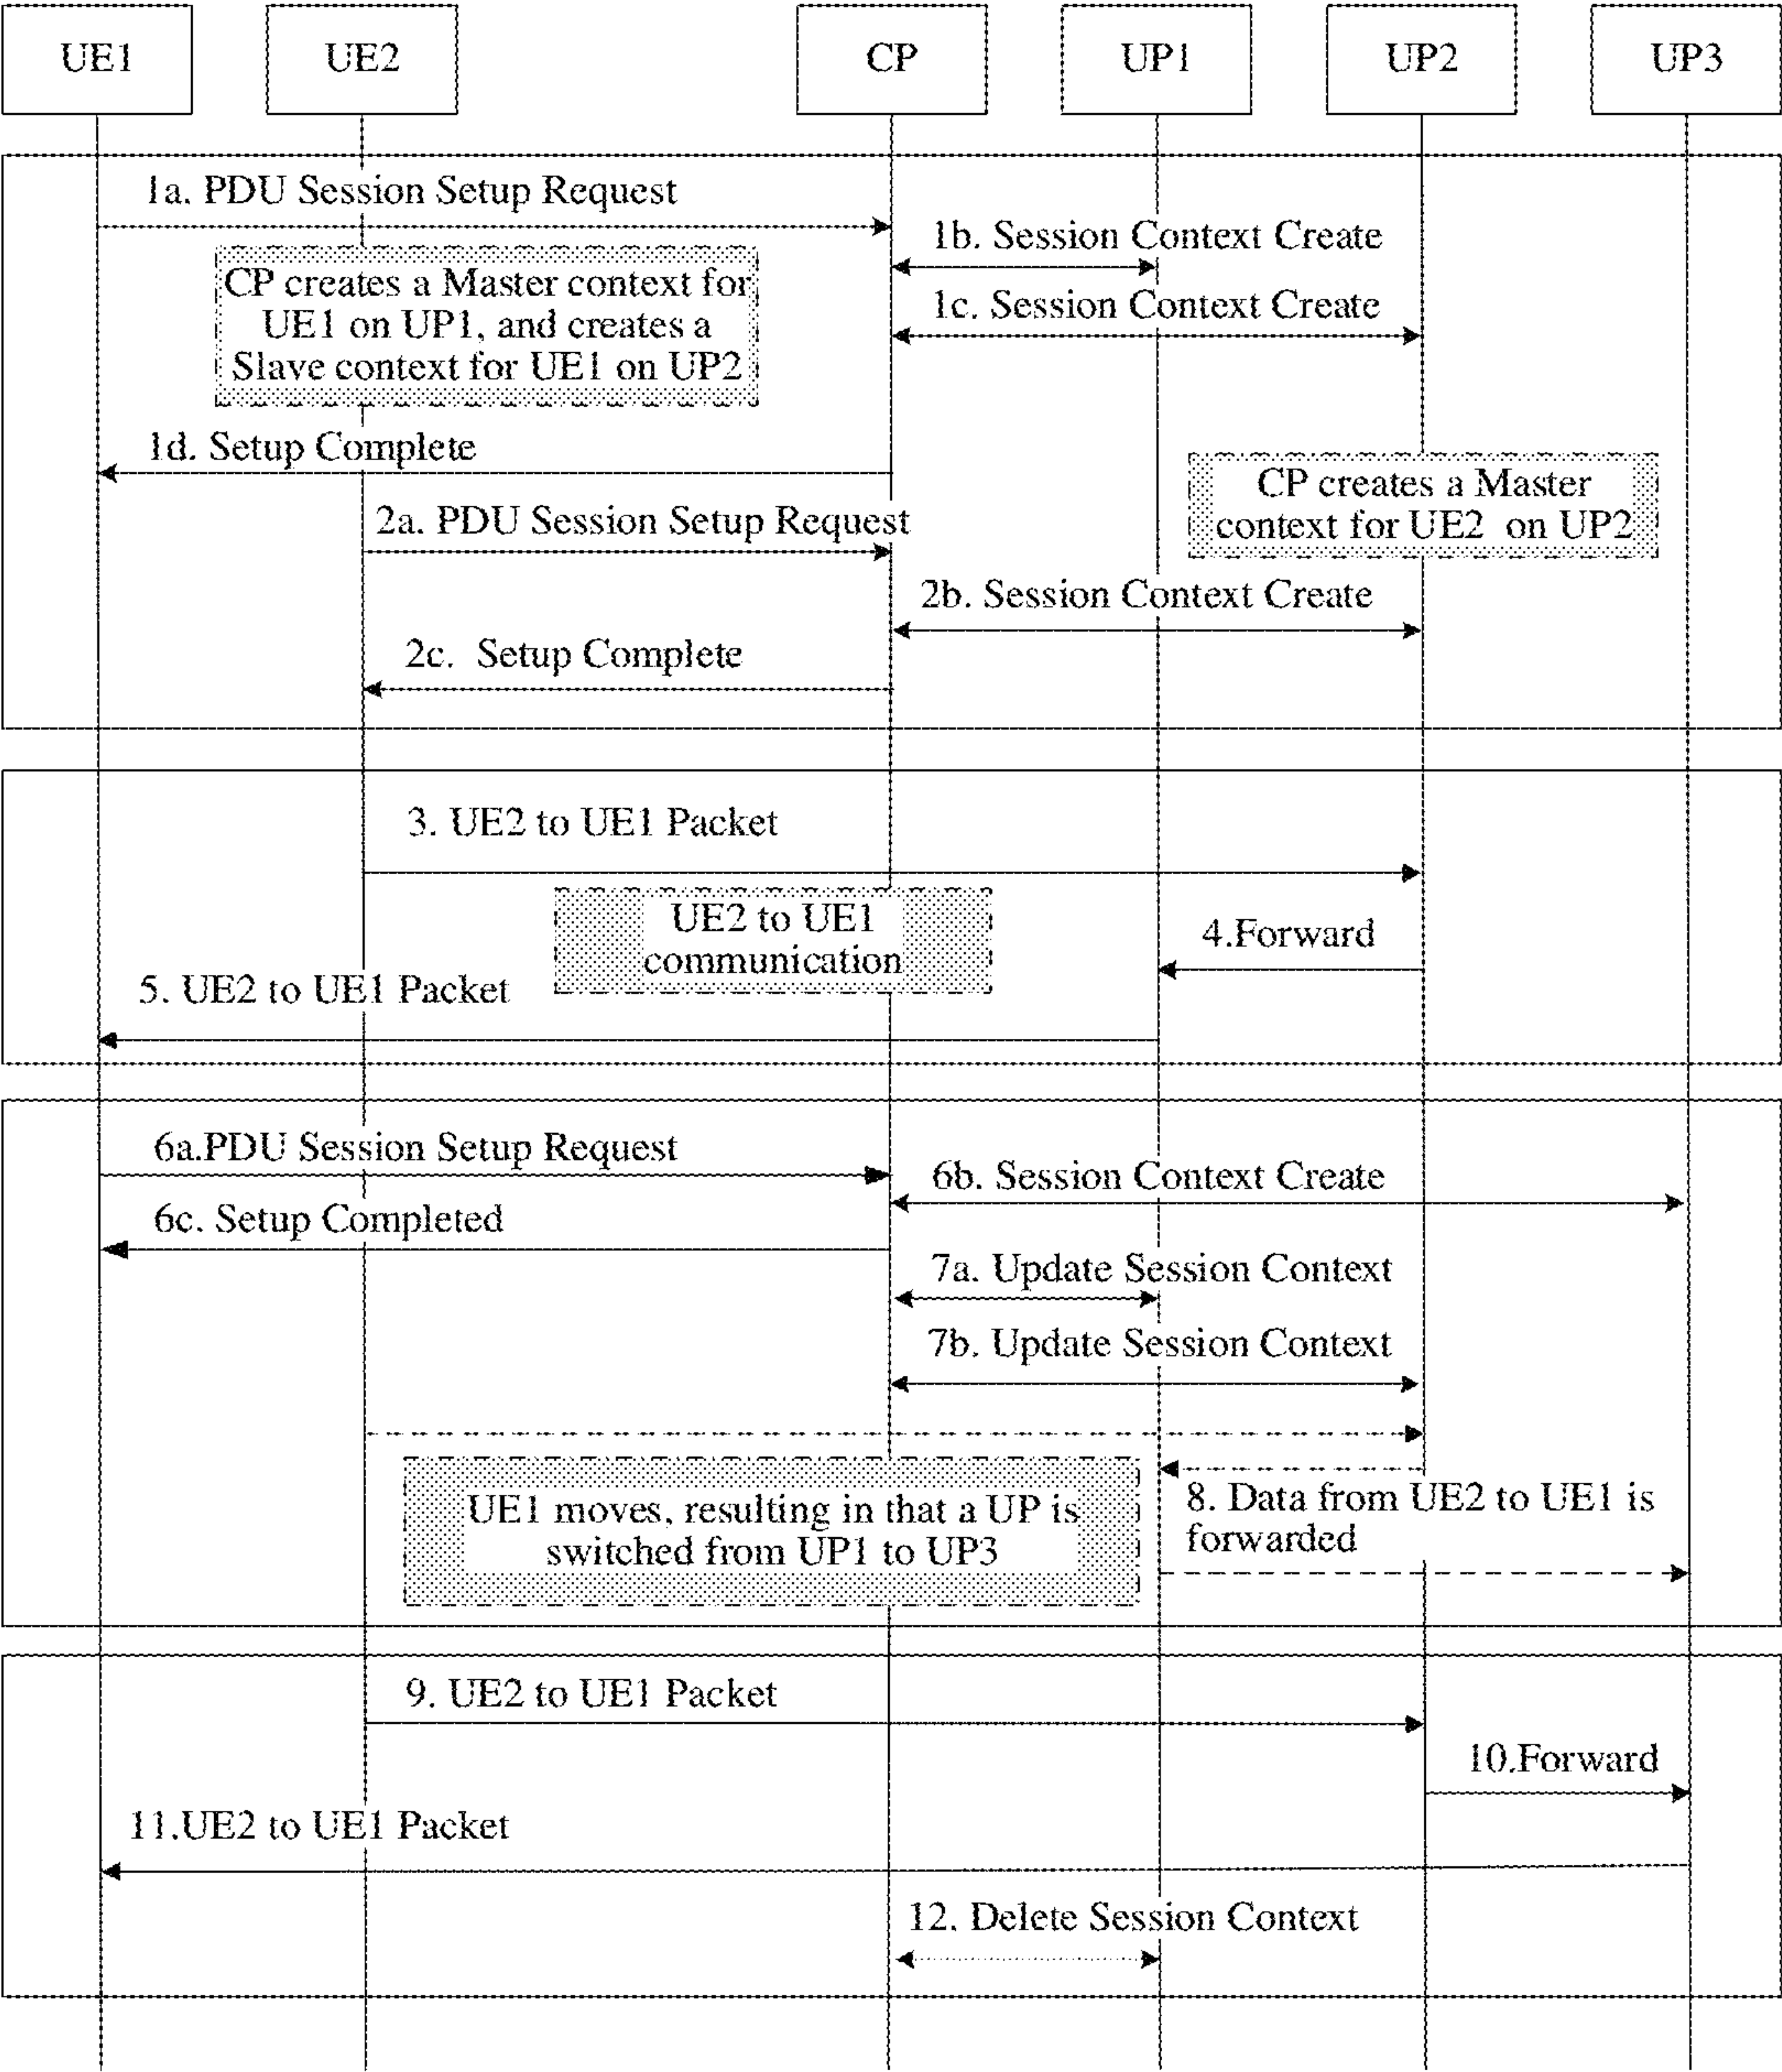 UE1
UE2
CP
UP1
UP2
UP3
1a. PDU Session Setup Request
1b. Session Context Create
CP creates a Master context for
UE1 on UP1, and creates a
Slave context for UE1 on UP2
1c. Session Context Create
1d. Setup Complete
CP creates a Master
context for UE2 on UP2
2a. PDU Session Setup Request
2b. Session Context Create
2c. Setup Complete
3. UE2 to UE1 Packet
UE2 to UE1
communication
4.Forward
5. UE2 to UE1 Packet
6a.PDU Session Setup Request
6b. Session Context Create
6c. Setup Completed
7a. Update Session Context
7b. Update Session Context
UE1 moves, resulting in that a UP is
switched from UP1 to UP3
8. Data from UE2 to UE1 is
forwarded
9. UE2 to UE1 Packet
10.Forward
11.UE2 to UE1 Packet
12. Delete Session Context